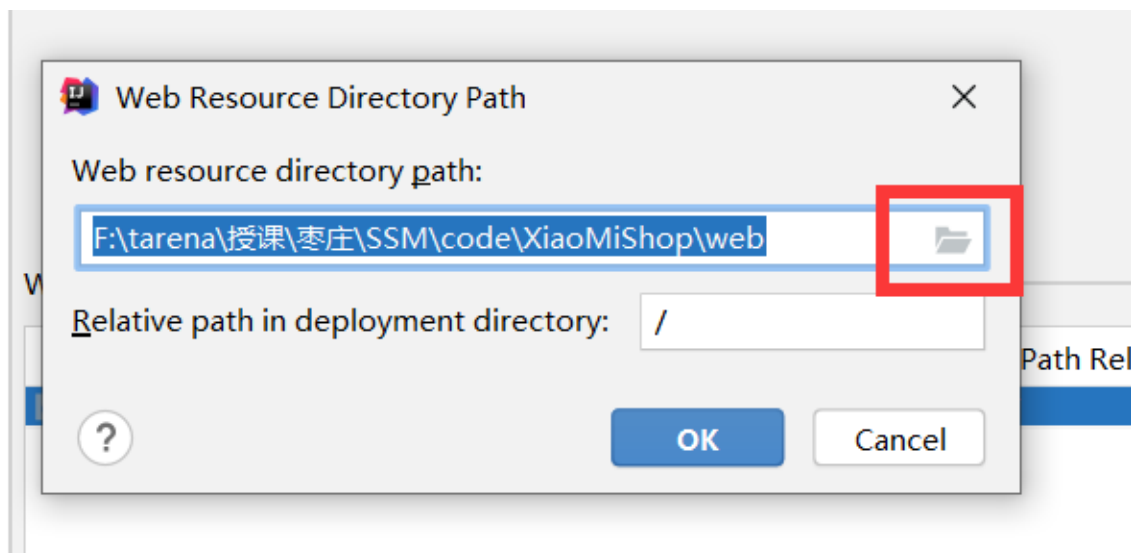 Web Resource Directory Path
Web resource directory path:
F:\tarena\授课\枣庄\SSM\code\XiaoMiShop\web
Relative path in deployment directory: /
Path Rel
? OK Cancel